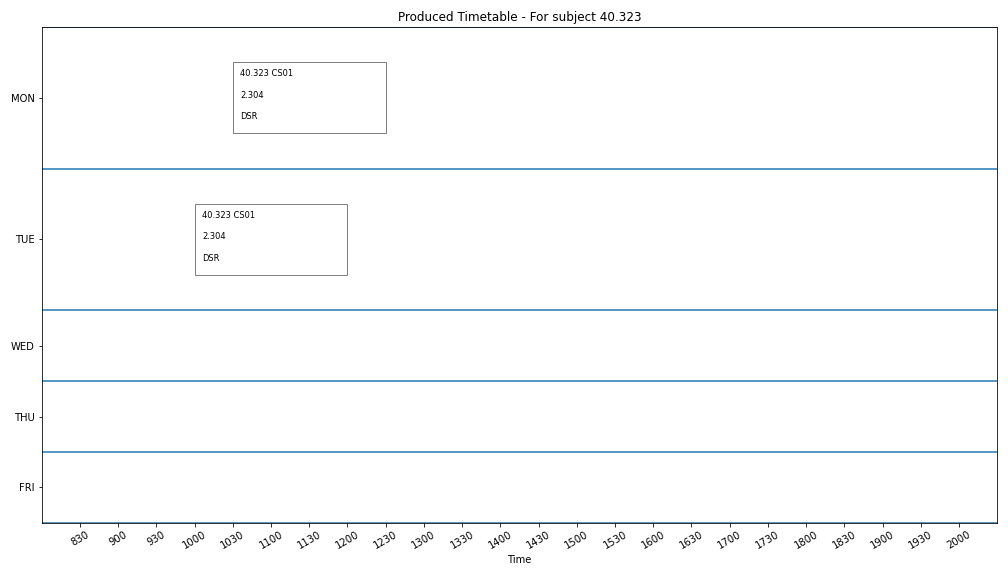 Produced Timetable - For subject 40.323
MON
40.323 CS01
2.304
DSR
TUE
40.323 CS01
2.304
DSR
WED
THU
FRI
830 900 930 1000 1030 1100 1130 1200 1230 1300 1330 1400 1430 1500 1530 1600 1630 1700 1730 1800 1830 1900 1930 2000
Time